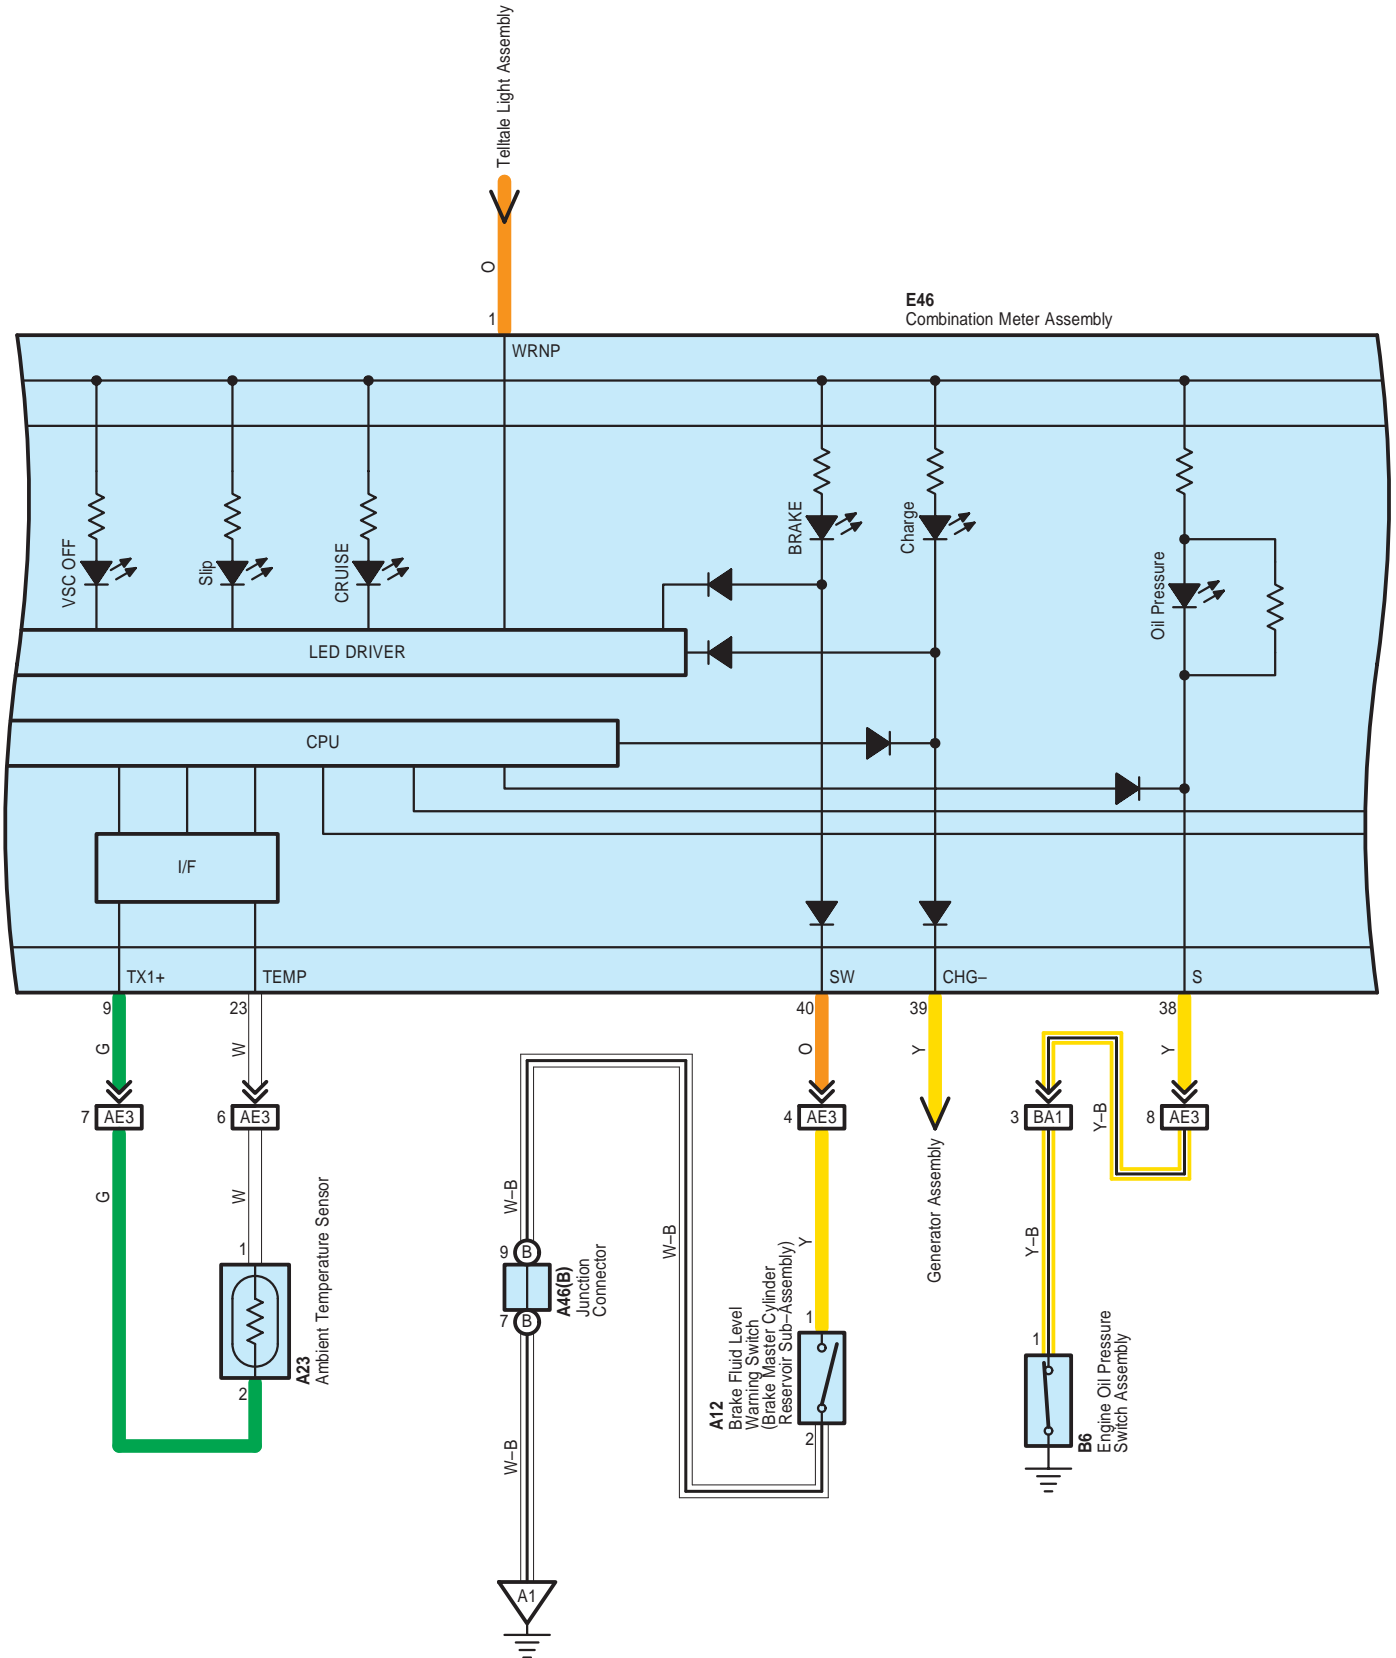 Telltale Light Assembly
O
1
E46
Combination Meter Assembly
WRNP
VSC OFF
Slip
CRUISE
BRAKE
Charge
Oil Pressure
LED DRIVER
CPU
I/F
TX1+
TEMP
SW
CHG–
S
9
23
40
39
38
G
W
O
Y
Y
7
AE3
6
AE3
4
AE3
3
BA1
Y–B
8
AE3
G
W
W–B
W–B
Y
Generator Assembly
Y–B
1
A23
Ambient Temperature Sensor
2
9
B
A46(B)
Junction
Connector
7
B
1
A12
Brake Fluid Level
Warning Switch
(Brake Master Cylinder
Reservoir Sub–Assembly)
2
1
B6
Engine Oil Pressure
Switch Assembly
W–B
A1